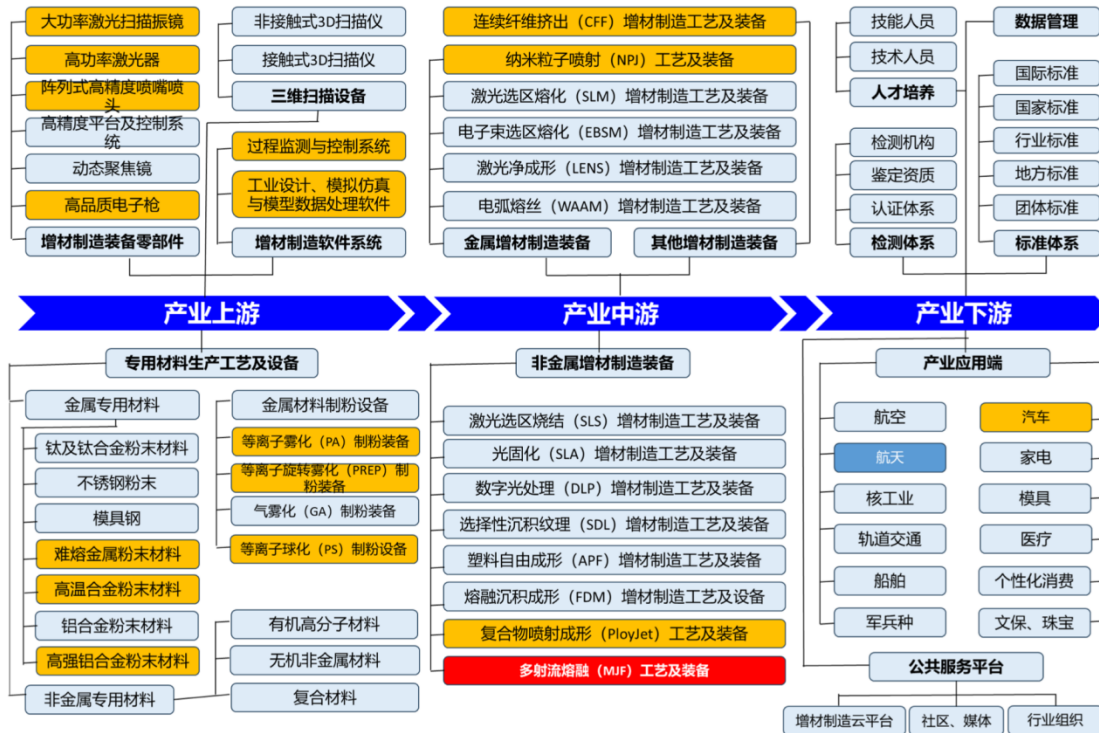 大功率激光扫描振镜
高功率激光器
阵列式高精度喷嘴喷
头
高精度平台及控制系
统
动态聚焦镜
高品质电子枪
增材制造装备零部件
非接触式3D扫描仪
接触式3D扫描仪
三维扫描设备
过程监测与控制系统
工业设计、模拟仿真
与模型数据处理软件
增材制造软件系统
连续纤维挤出（CFF）增材制造工艺及装备
纳米粒子喷射（NPJ）工艺及装备
激光选区熔化（SLM）增材制造工艺及装备
电子束选区熔化（EBSM）增材制造工艺及装备
激光净成形（LENS）增材制造工艺及装备
电弧熔丝（WAAM）增材制造工艺及装备
金属增材制造装备
其他增材制造装备
技能人员
技术人员
人才培养
检测机构
鉴定资质
认证体系
检测体系
数据管理
国际标准
国家标准
行业标准
地方标准
团体标准
标准体系
产业上游
产业中游
产业下游
专用材料生产工艺及设备
金属专用材料
钛及钛合金粉末材料
不锈钢粉末
模具钢
难熔金属粉末材料
高温合金粉末材料
铝合金粉末材料
高强铝合金粉末材料
非金属专用材料
金属材料制粉设备
等离子雾化（PA）制粉装备
等离子旋转雾化（PREP）制
粉装备
气雾化（GA）制粉装备
等离子球化（PS）制粉设备
有机高分子材料
无机非金属材料
复合材料
非金属增材制造装备
激光选区烧结（SLS）增材制造工艺及装备
光固化（SLA）增材制造工艺及装备
数字光处理（DLP）增材制造工艺及装备
选择性沉积纹理（SDL）增材制造工艺及装备
塑料自由成形（APF）增材制造工艺及装备
熔融沉积成形（FDM）增材制造工艺及设备
复合物喷射成形（PloyJet）工艺及装备
多射流熔融（MJF）工艺及装备
产业应用端
航空
航天
核工业
轨道交通
船舶
军兵种
汽车
家电
模具
医疗
个性化消费
文保、珠宝
公共服务平台
增材制造云平台
社区、媒体
行业组织